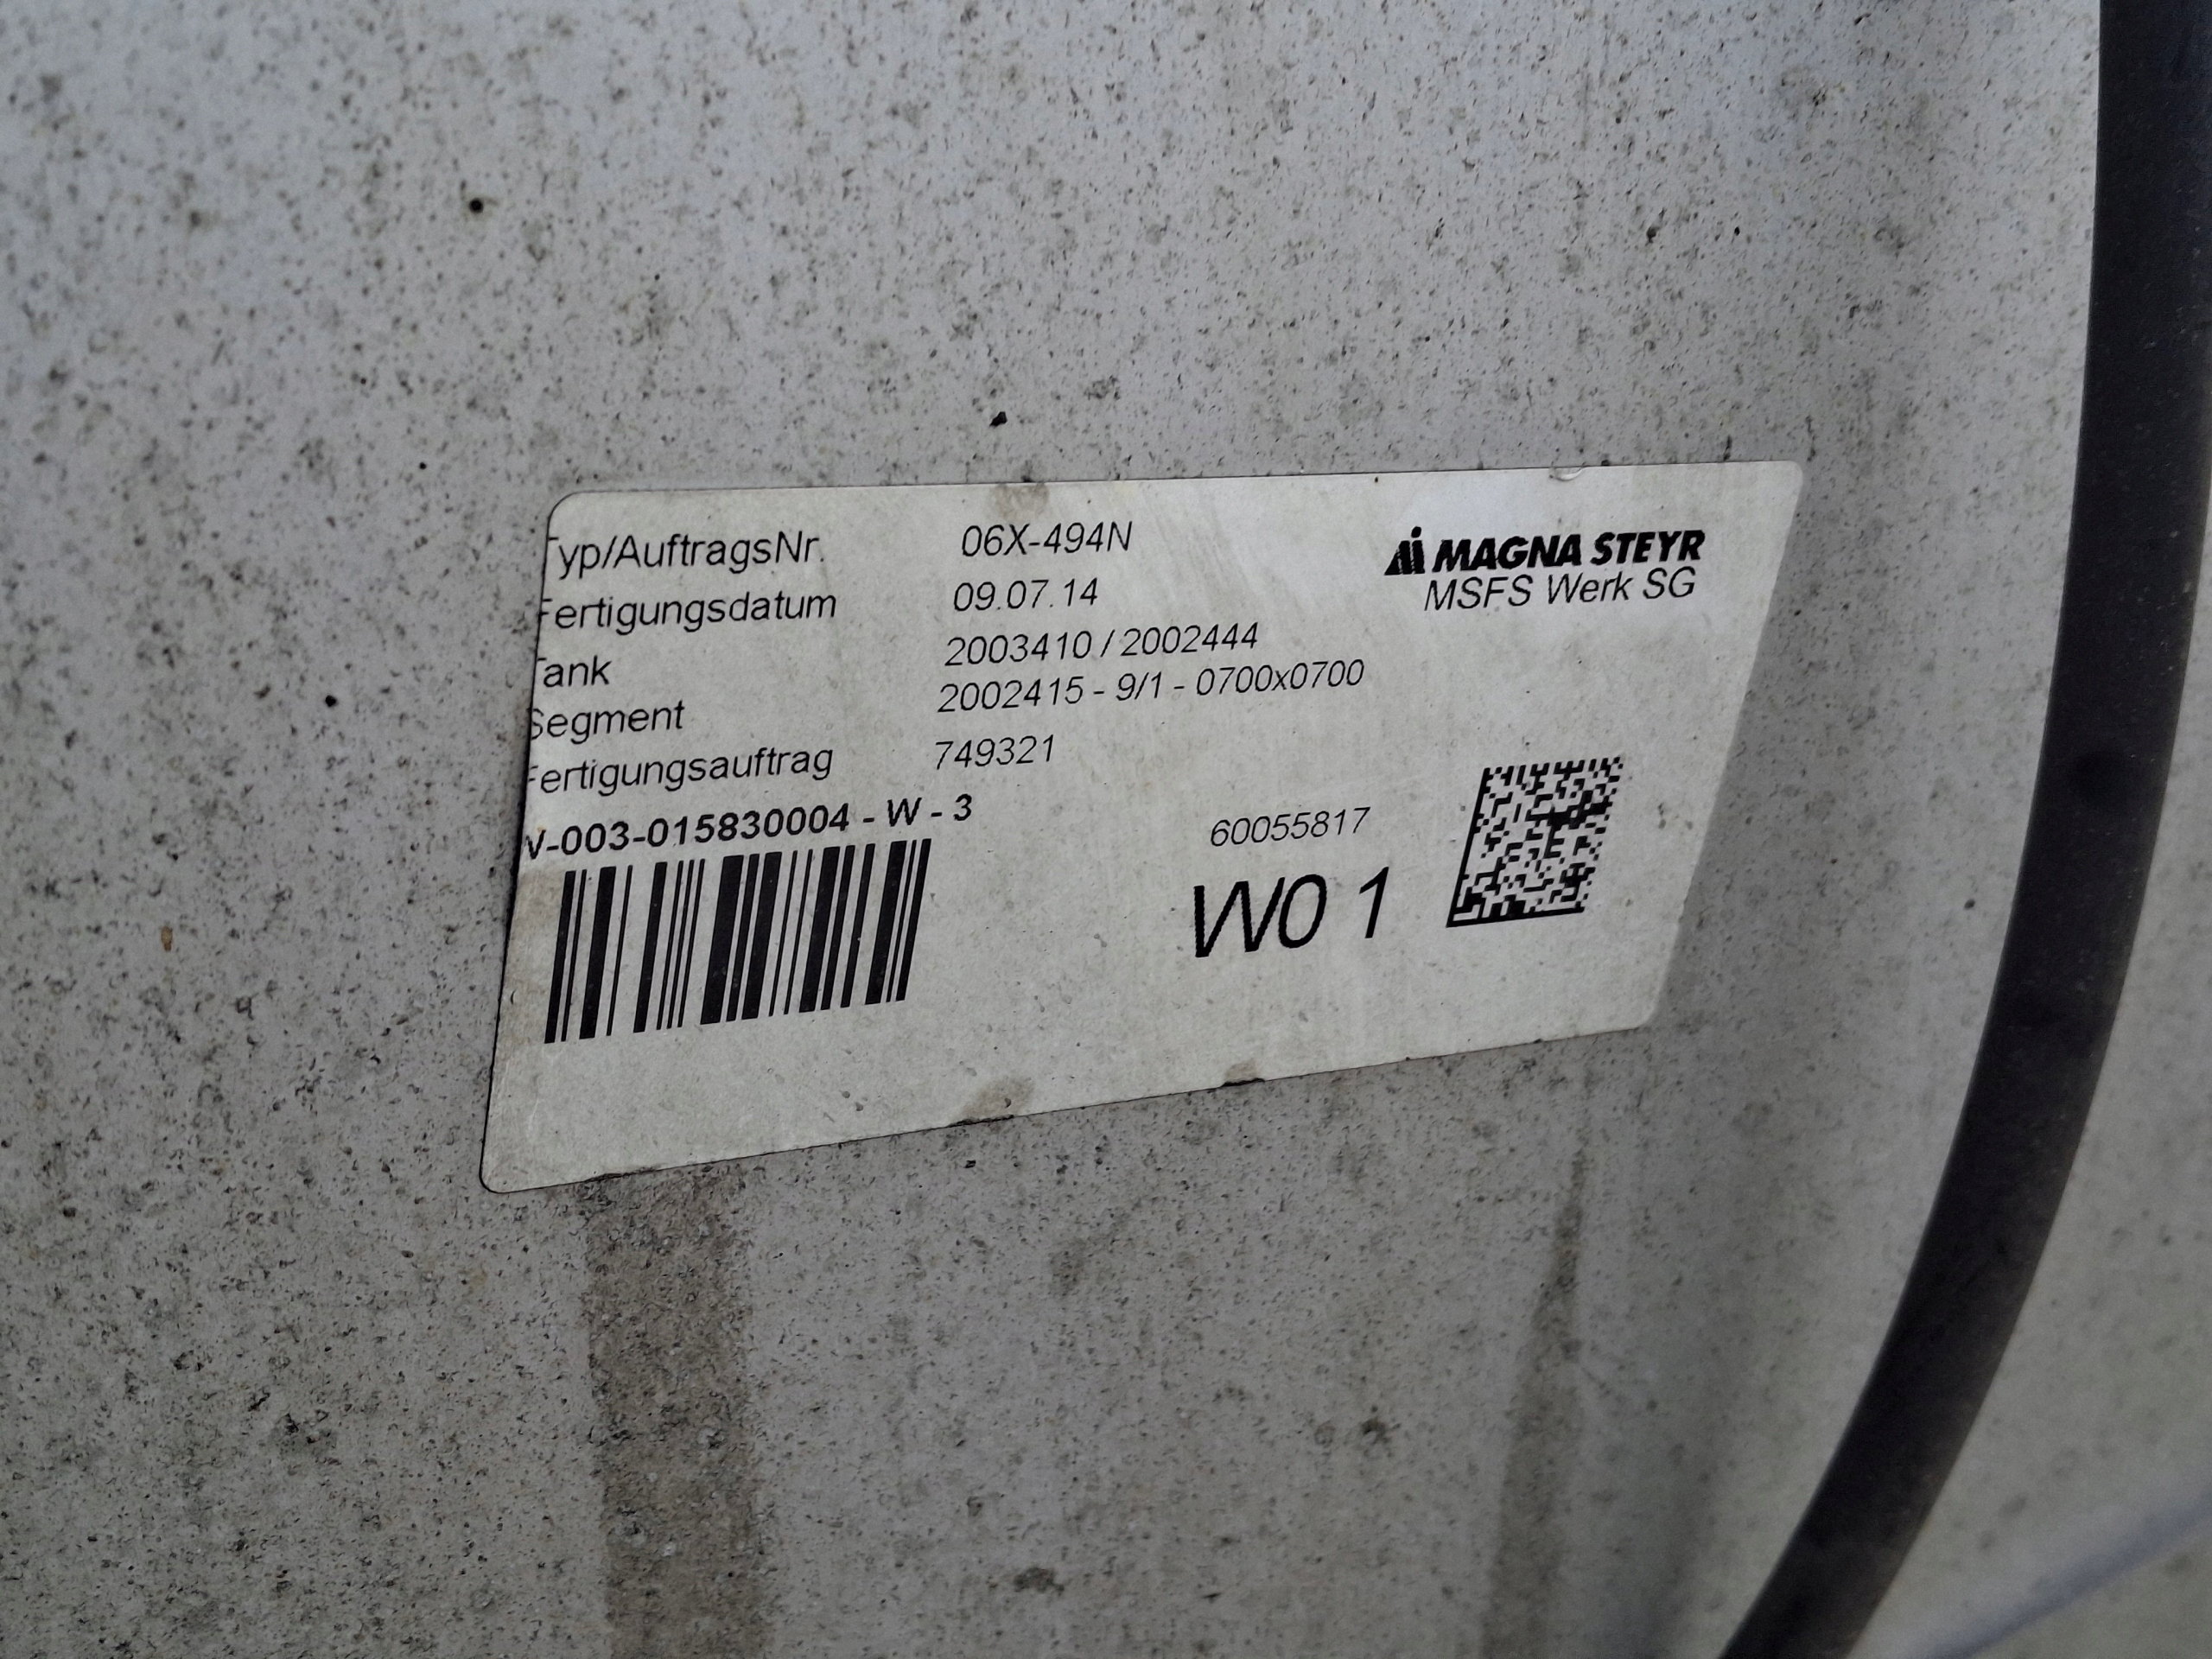 Typ/AuftragsNr. 06X-494N
Fertigungsdatum 09.07.14
Tank 2003410 / 2002444
Segment 2002415 - 9/1 - 0700x0700
Fertigungsauftrag 749321
MAGNA STEYR
MSFS Werk SG
V-003-015830004 - W - 3
60055817
W0 1